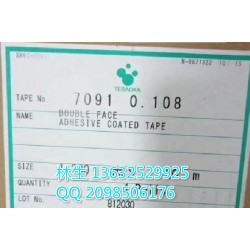 TERAOKA
TAPE No 7091 0.108
NAME DOUBLE FACE
ADHESIVE COATED TAPE
SIZE m
林生 13632529925
QUANTITY
QQ 2098506176
LOT No. 812030